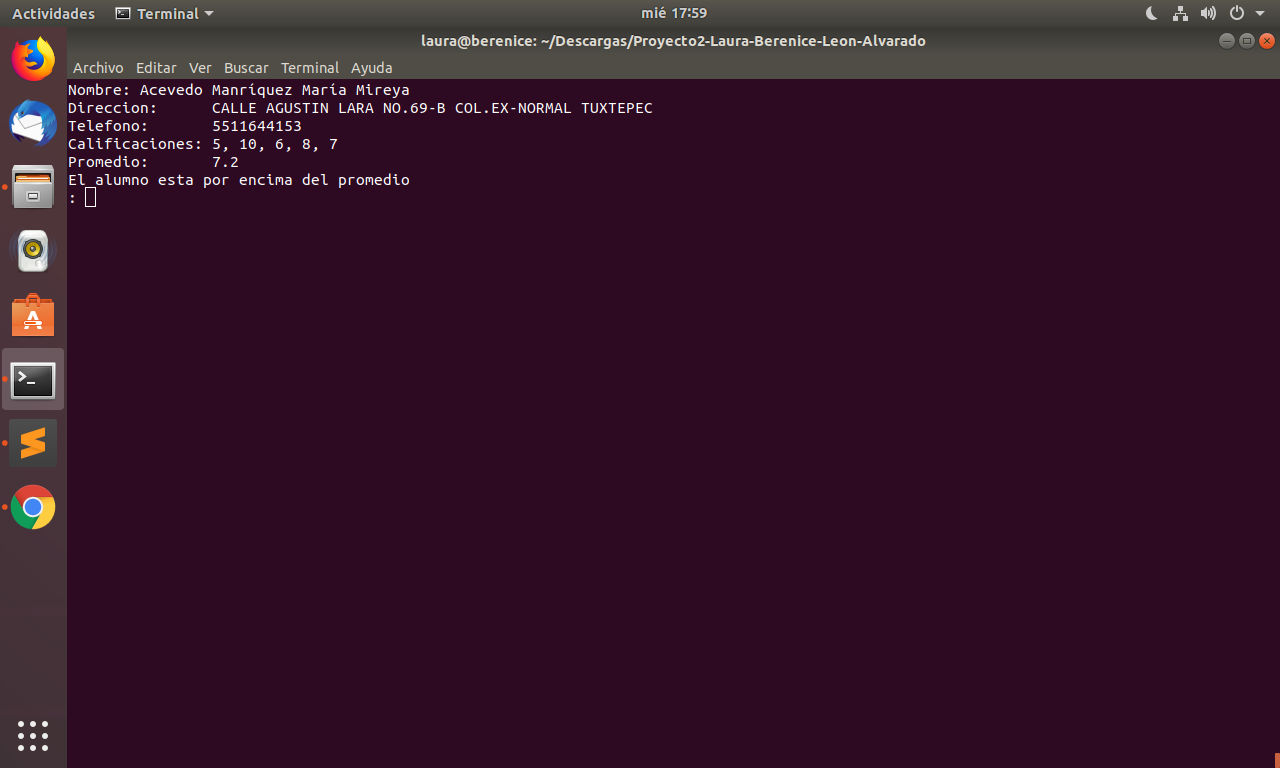 Actividades Terminal mié 17:59
laura@berenice: ~/Descargas/Proyecto2-Laura-Berenice-Leon-Alvarado
Archivo Editar Ver Buscar Terminal Ayuda
Nombre: Acevedo Manríquez María Mireya
Direccion: CALLE AGUSTIN LARA NO.69-B COL.EX-NORMAL TUXTEPEC
Telefono: 5511644153
Calificaciones: 5, 10, 6, 8, 7
Promedio: 7.2
El alumno esta por encima del promedio
: